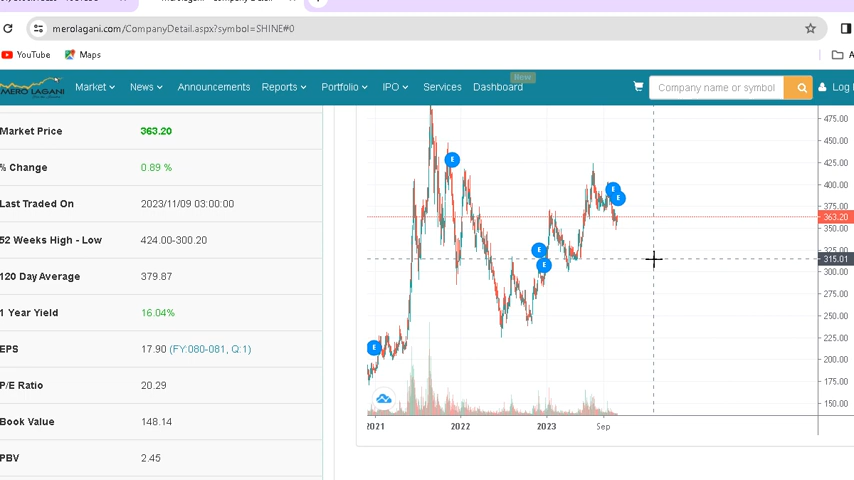 merolagani.com/CompanyDetail.aspx?symbol=SHINE#0
YouTube Maps
MERO LAGANI Market News Announcements Reports Portfolio IPO Services Dashboard New Company name or symbol Log
Market Price 363.20
% Change 0.89 %
Last Traded On 2023/11/09 03:00:00
52 Weeks High - Low 424.00-300.20
120 Day Average 379.87
1 Year Yield 16.04%
EPS 17.90 (FY:080-081, Q:1)
P/E Ratio 20.29
Book Value 148.14
PBV 2.45
E
E
E
E
E
E
475.00
450.00
425.00
400.00
363.20
350.00
315.01
300.00
275.00
250.00
225.00
200.00
175.00
150.00
2021 2022 2023 Sep